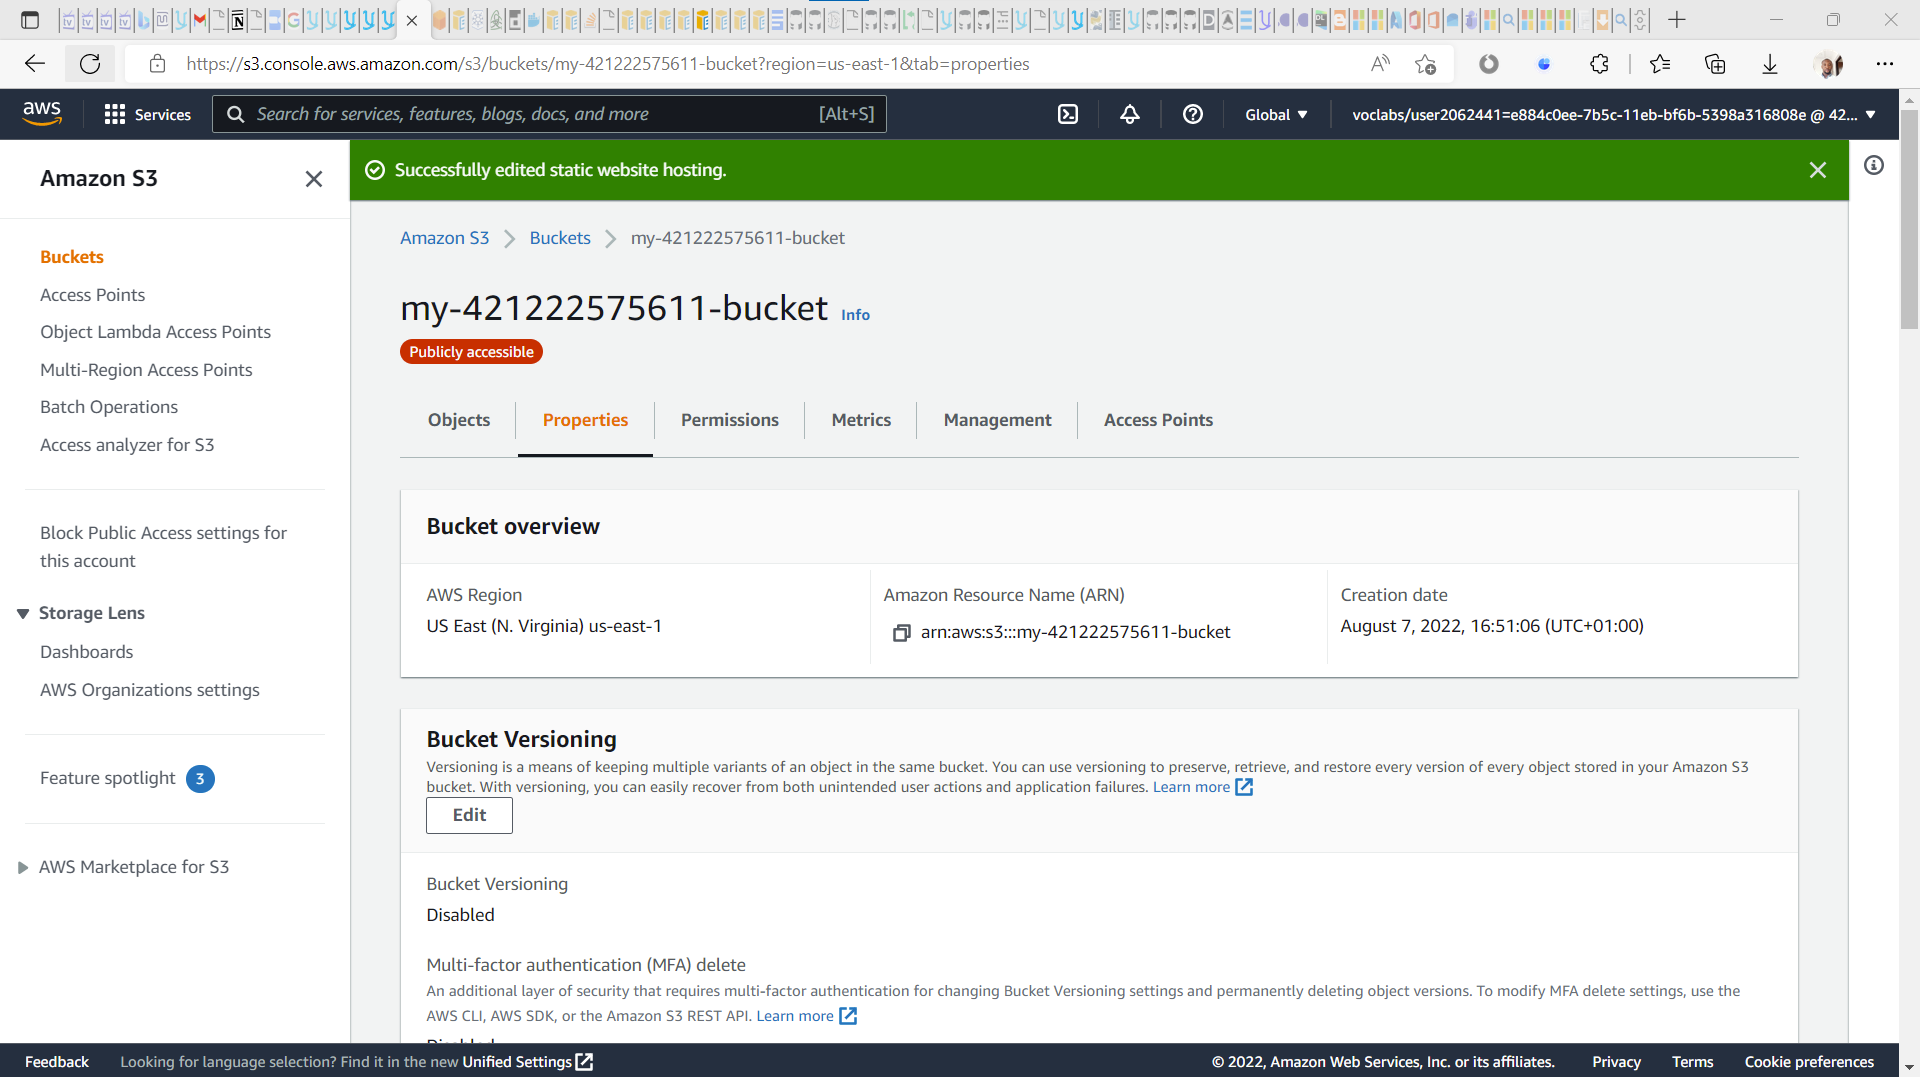 https://s3.console.aws.amazon.com/s3/buckets/my-421222575611-bucket?region=us-east-1&tab=properties
aws
Services
Search for services, features, blogs, docs, and more
[Alt+S]
Global
voclabs/user2062441=e884c0ee-7b5c-11eb-bf6b-5398a316808e @ 42...
Amazon S3
Buckets
Access Points
Object Lambda Access Points
Multi-Region Access Points
Batch Operations
Access analyzer for S3
Block Public Access settings for
this account
Storage Lens
Dashboards
AWS Organizations settings
Feature spotlight 3
AWS Marketplace for S3
Successfully edited static website hosting.
Amazon S3 Buckets my-421222575611-bucket
my-421222575611-bucket Info
Publicly accessible
Objects Properties Permissions Metrics Management Access Points
Bucket overview
AWS Region
US East (N. Virginia) us-east-1
Amazon Resource Name (ARN)
arn:aws:s3:::my-421222575611-bucket
Creation date
August 7, 2022, 16:51:06 (UTC+01:00)
Bucket Versioning
Versioning is a means of keeping multiple variants of an object in the same bucket. You can use versioning to preserve, retrieve, and restore every version of every object stored in your Amazon S3
bucket. With versioning, you can easily recover from both unintended user actions and application failures. Learn more
Edit
Bucket Versioning
Disabled
Multi-factor authentication (MFA) delete
An additional layer of security that requires multi-factor authentication for changing Bucket Versioning settings and permanently deleting object versions. To modify MFA delete settings, use the
AWS CLI, AWS SDK, or the Amazon S3 REST API. Learn more
Disabled
Feedback
Looking for language selection? Find it in the new Unified Settings
© 2022, Amazon Web Services, Inc. or its affiliates.
Privacy
Terms
Cookie preferences